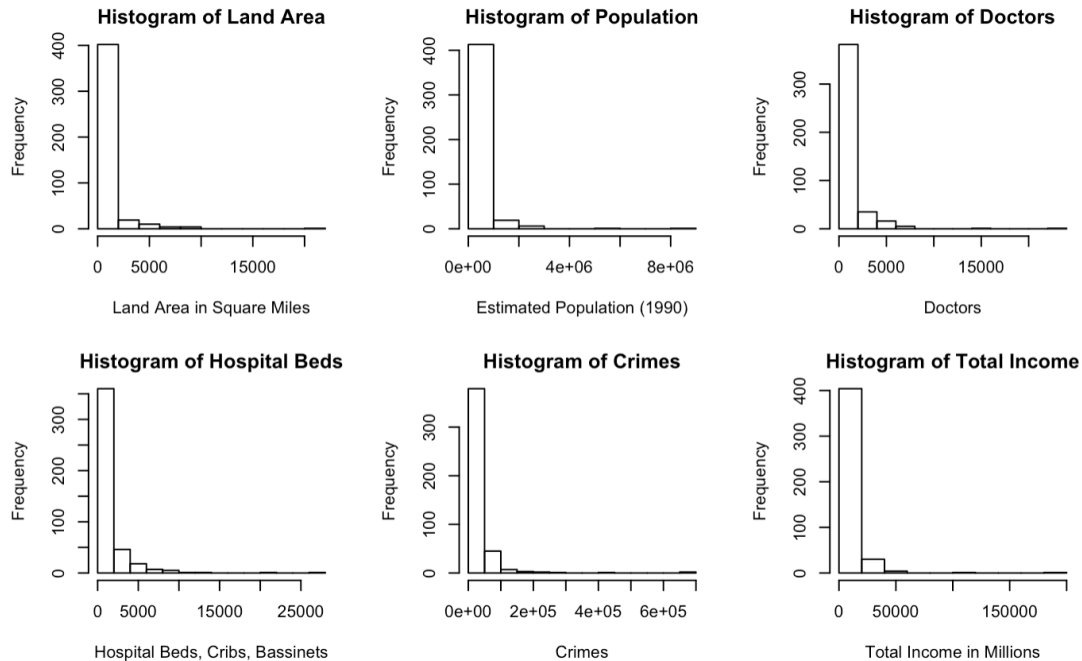 Histogram of Land Area
Frequency
0 100 200 300 400
0 5000 15000
Land Area in Square Miles
Histogram of Population
Frequency
0 100 200 300 400
0e+00 4e+06 8e+06
Estimated Population (1990)
Histogram of Doctors
Frequency
0 100 200 300
0 5000 15000
Doctors
Histogram of Hospital Beds
Frequency
0 100 200 300
0 5000 15000 25000
Hospital Beds, Cribs, Bassinets
Histogram of Crimes
Frequency
0 100 200 300
0e+00 2e+05 4e+05 6e+05
Crimes
Histogram of Total Income
Frequency
0 100 200 300 400
0 50000 150000
Total Income in Millions